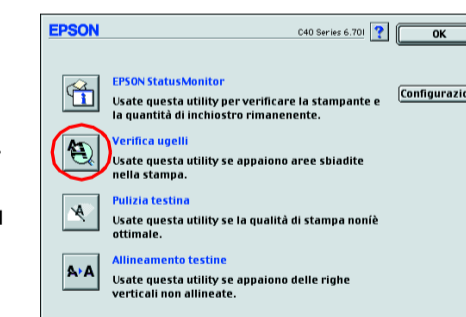 EPSON
C40 Series 6.70I ? OK
EPSON StatusMonitor
Usate questa utility per verificare la stampante e
la quantità di inchiostro rimanenente.
Configurazio
Verifica ugelli
Usate questa utility se appaiono aree sbiadite
nella stampa.
Pulizia testina
Usate questa utility se la qualità di stampa noníè
ottimale.
Allineamento testine
A A
Usate questa utility se appaiono delle righe
verticali non allineate.